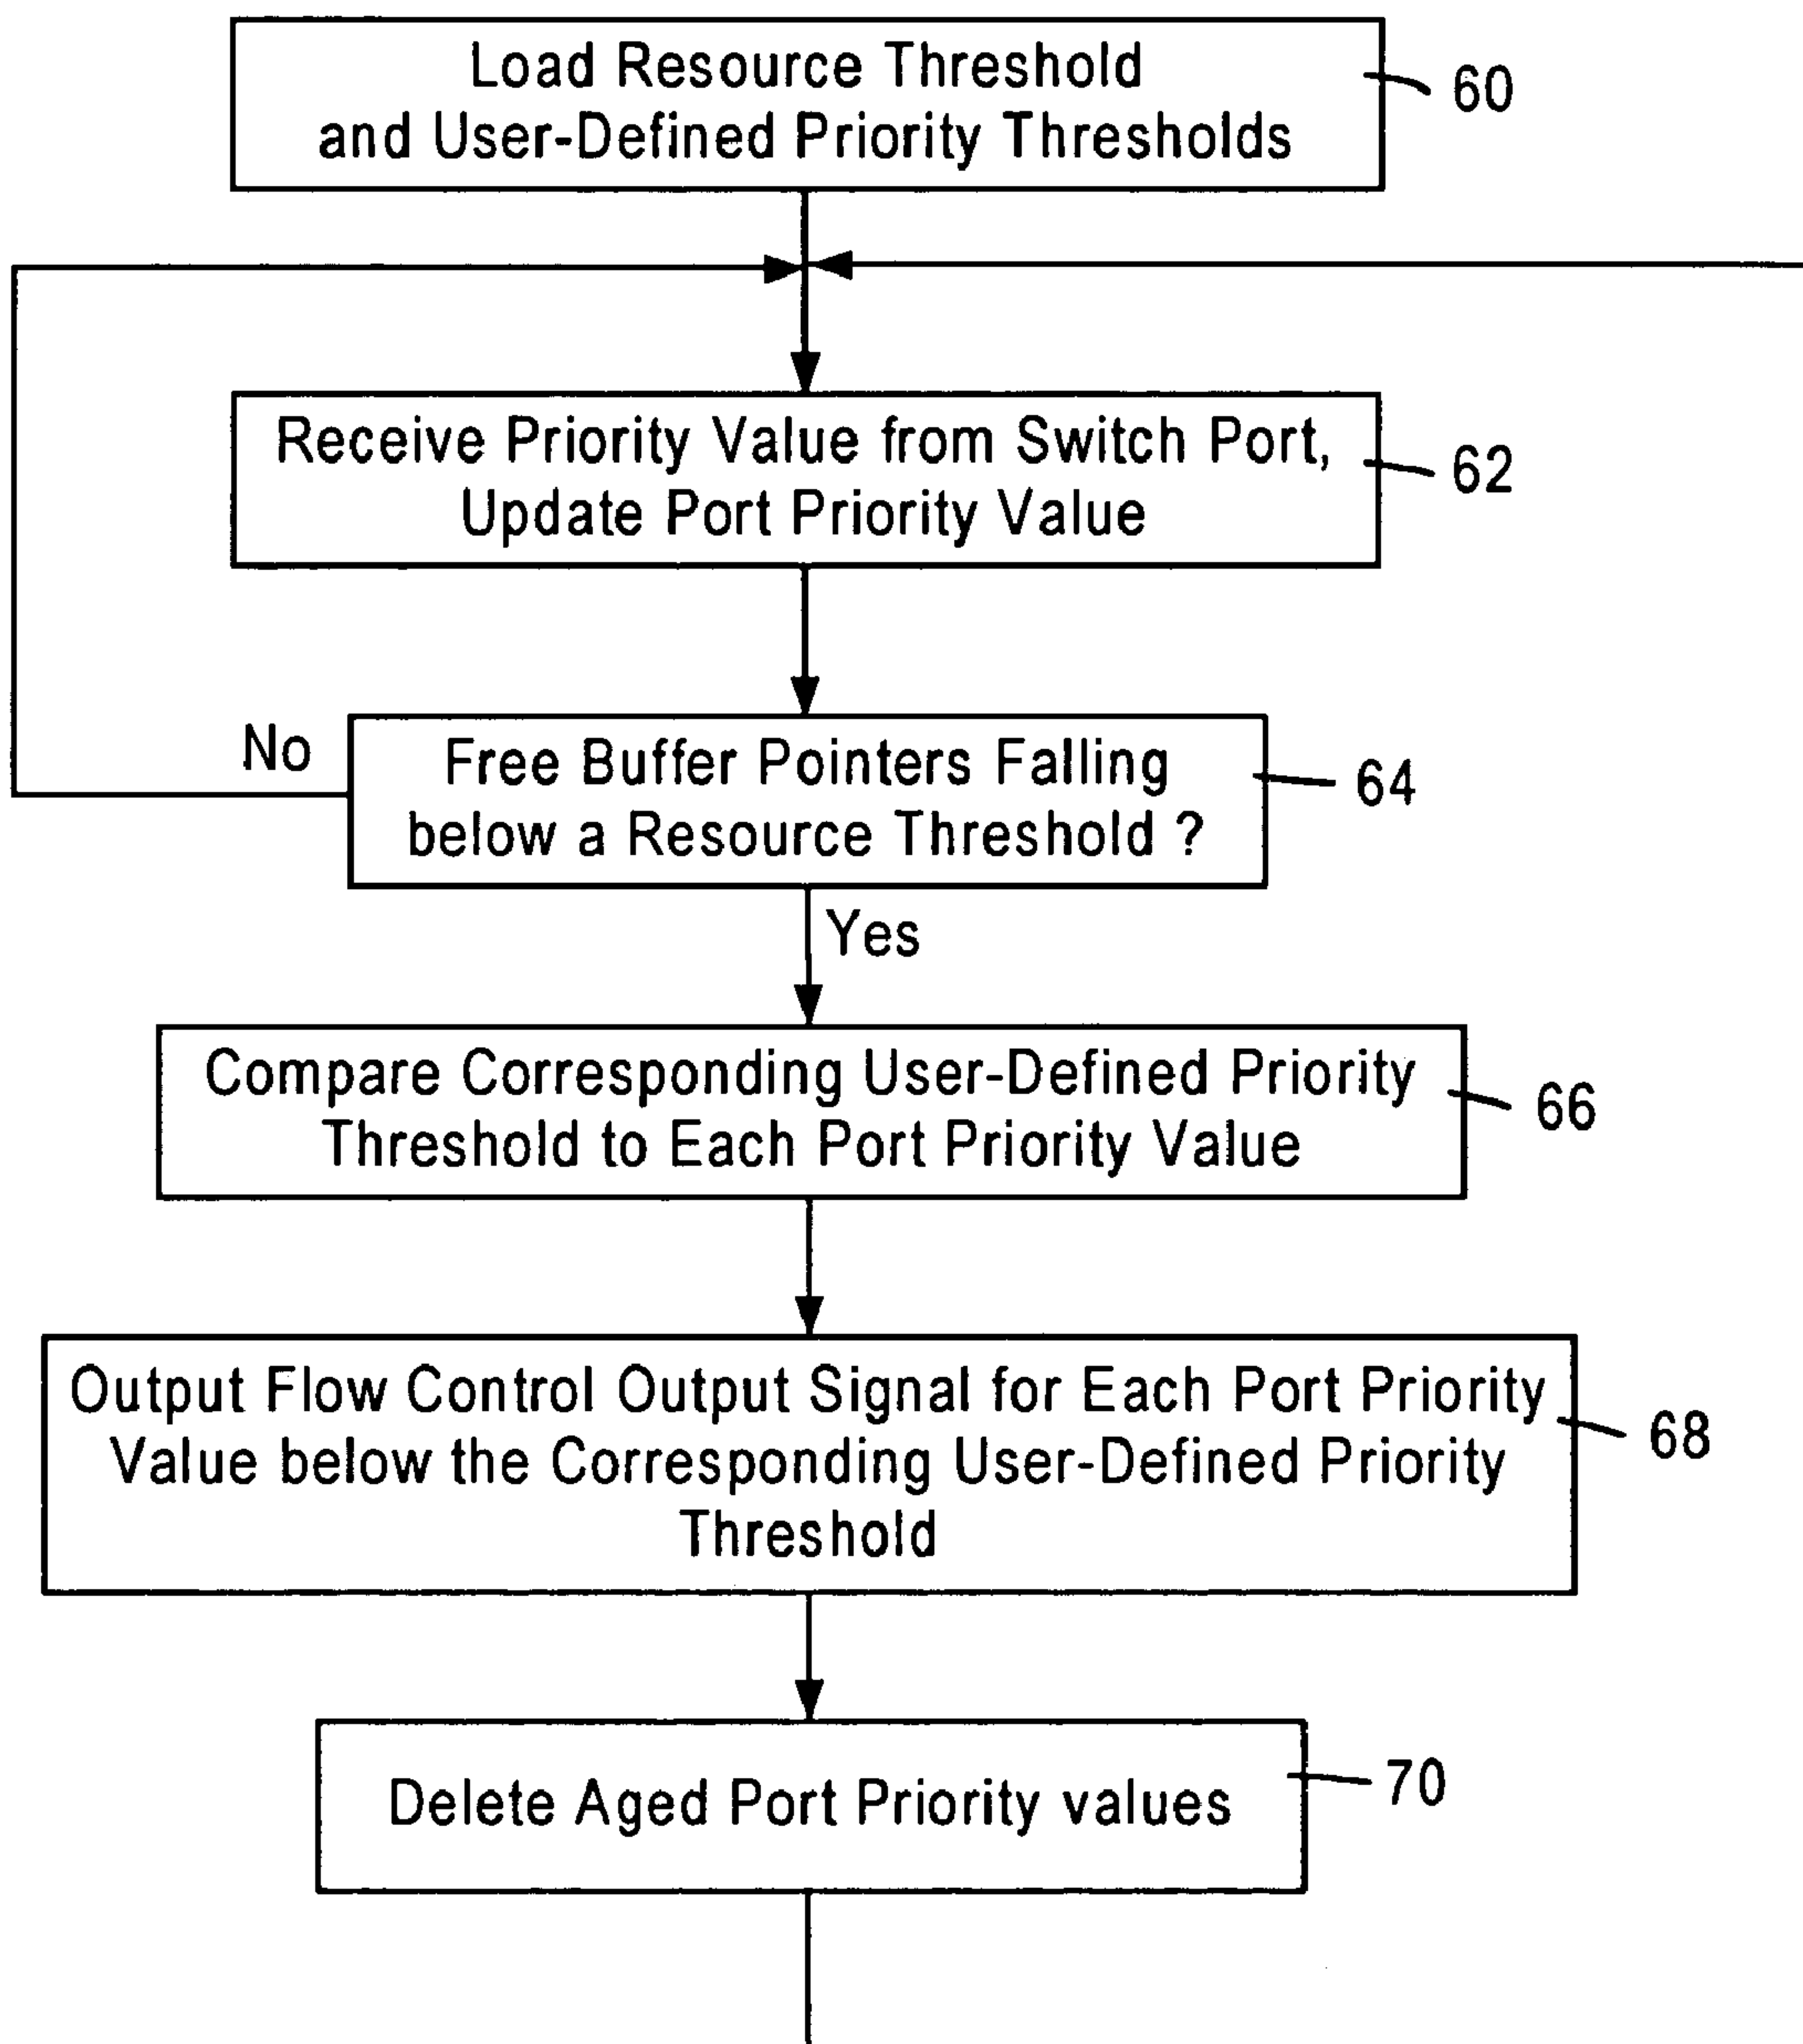 Load Resource Threshold
and User-Defined Priority Thresholds
60
Receive Priority Value from Switch Port,
Update Port Priority Value
62
No
Free Buffer Pointers Falling
below a Resource Threshold ?
64
Yes
Compare Corresponding User-Defined Priority
Threshold to Each Port Priority Value
66
Output Flow Control Output Signal for Each Port Priority
Value below the Corresponding User-Defined Priority
Threshold
68
Delete Aged Port Priority values
70